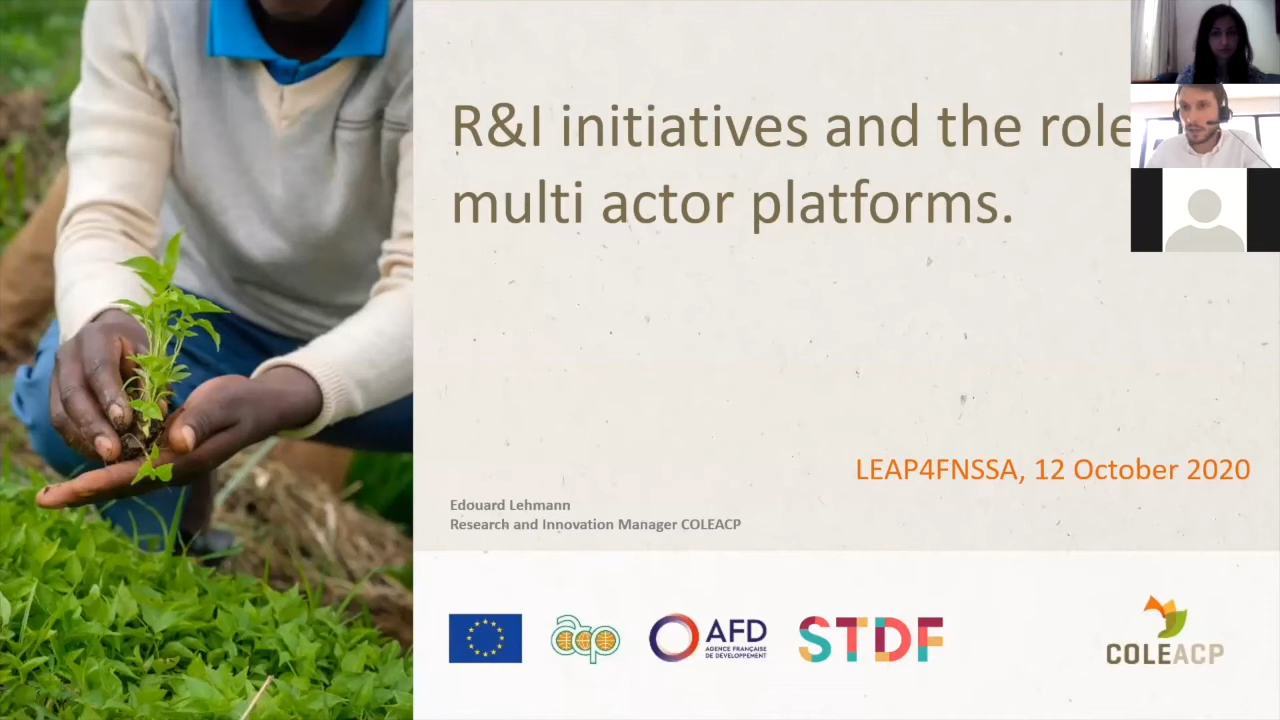 R&I initiatives and the role
multi actor platforms.
LEAP4FNSSA, 12 October 2020
Edouard Lehmann
Research and Innovation Manager COLEACP
acp
AFD
AGENCE FRANÇAISE
DE DÉVELOPPEMENT
STDF
COLEACP